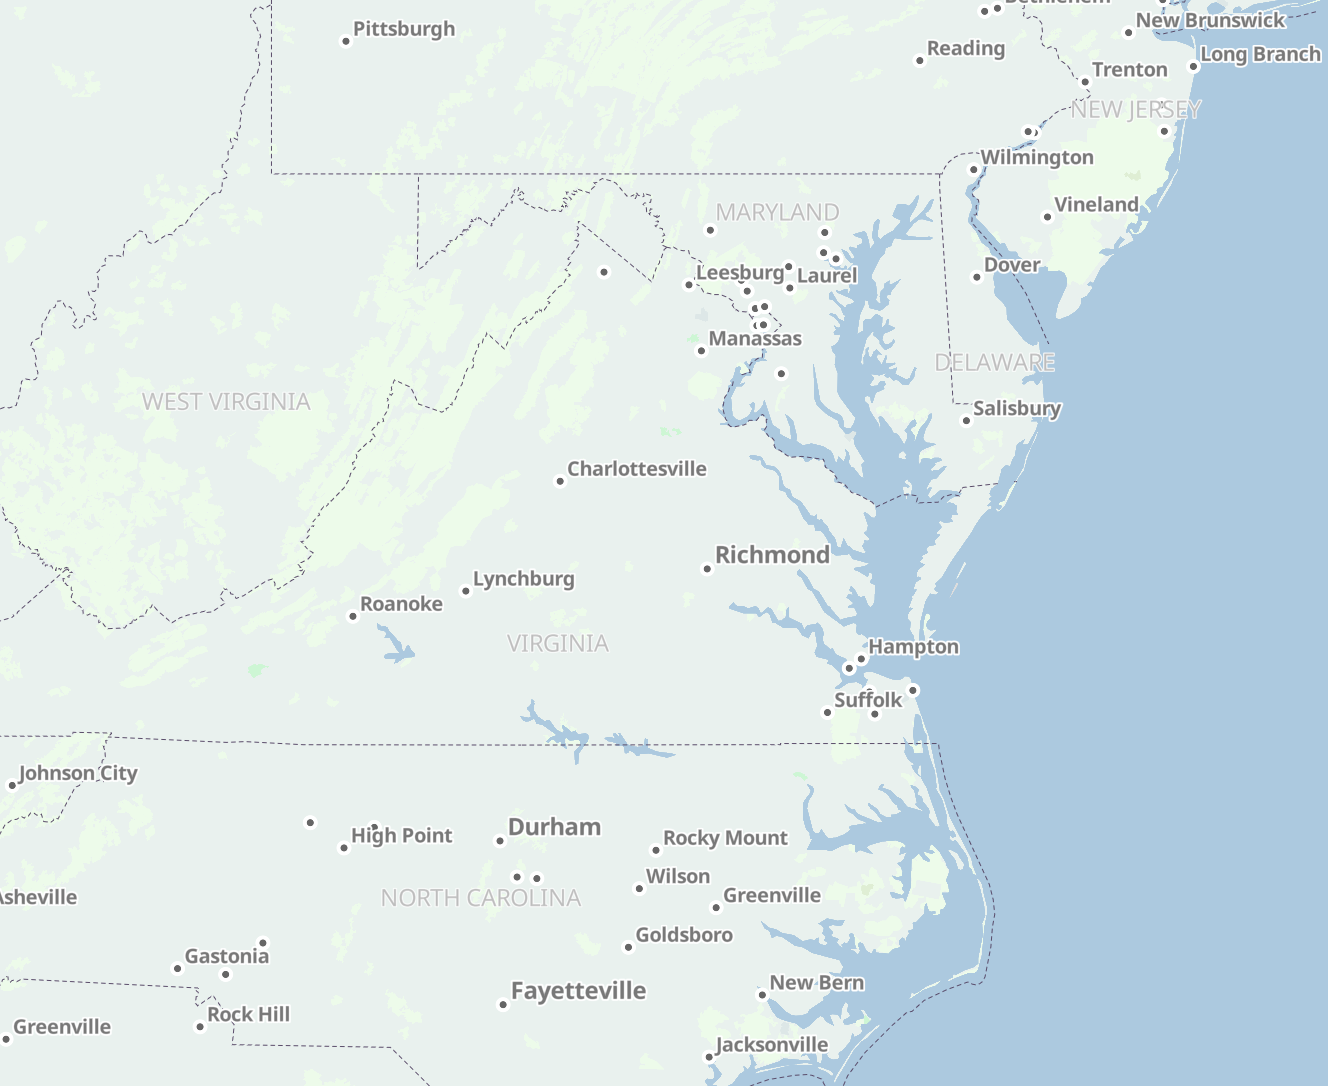 Bethlehem
New Brunswick
Pittsburgh
Reading
Long Branch
Trenton
NEW JERSEY
Wilmington
Vineland
MARYLAND
Dover
Leesburg
Laurel
Manassas
DELAWARE
WEST VIRGINIA
Salisbury
Charlottesville
Richmond
Lynchburg
Roanoke
VIRGINIA
Hampton
Suffolk
Johnson City
High Point
Durham
Rocky Mount
Wilson
Greenville
NORTH CAROLINA
Asheville
Goldsboro
Gastonia
New Bern
Fayetteville
Rock Hill
Greenville
Jacksonville